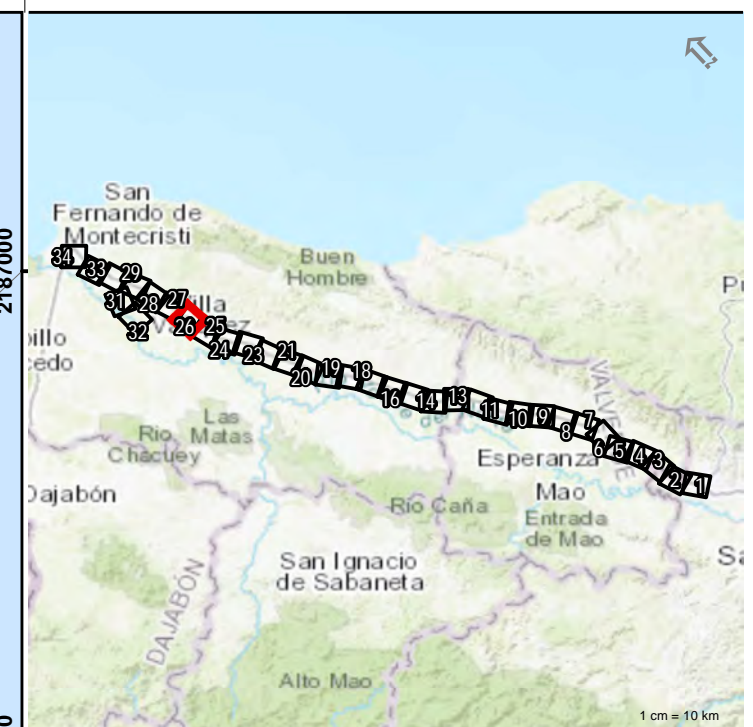 San
Fernando de
Montecristi
2187000
Buen
Hombre
34
33
29
31
28
27
32
26
25
24
23
21
20
19
18
16
14
13
11
10
9
8
7
6
5
4
3
2
1
Las
Matas
Rio
Chacuey
Dajabón
Esperanza
Mao
Entrada
de Mao
Rio Caña
San Ignacio
de Sabaneta
DAJABÓN
Alto Mao
1 cm = 10 km